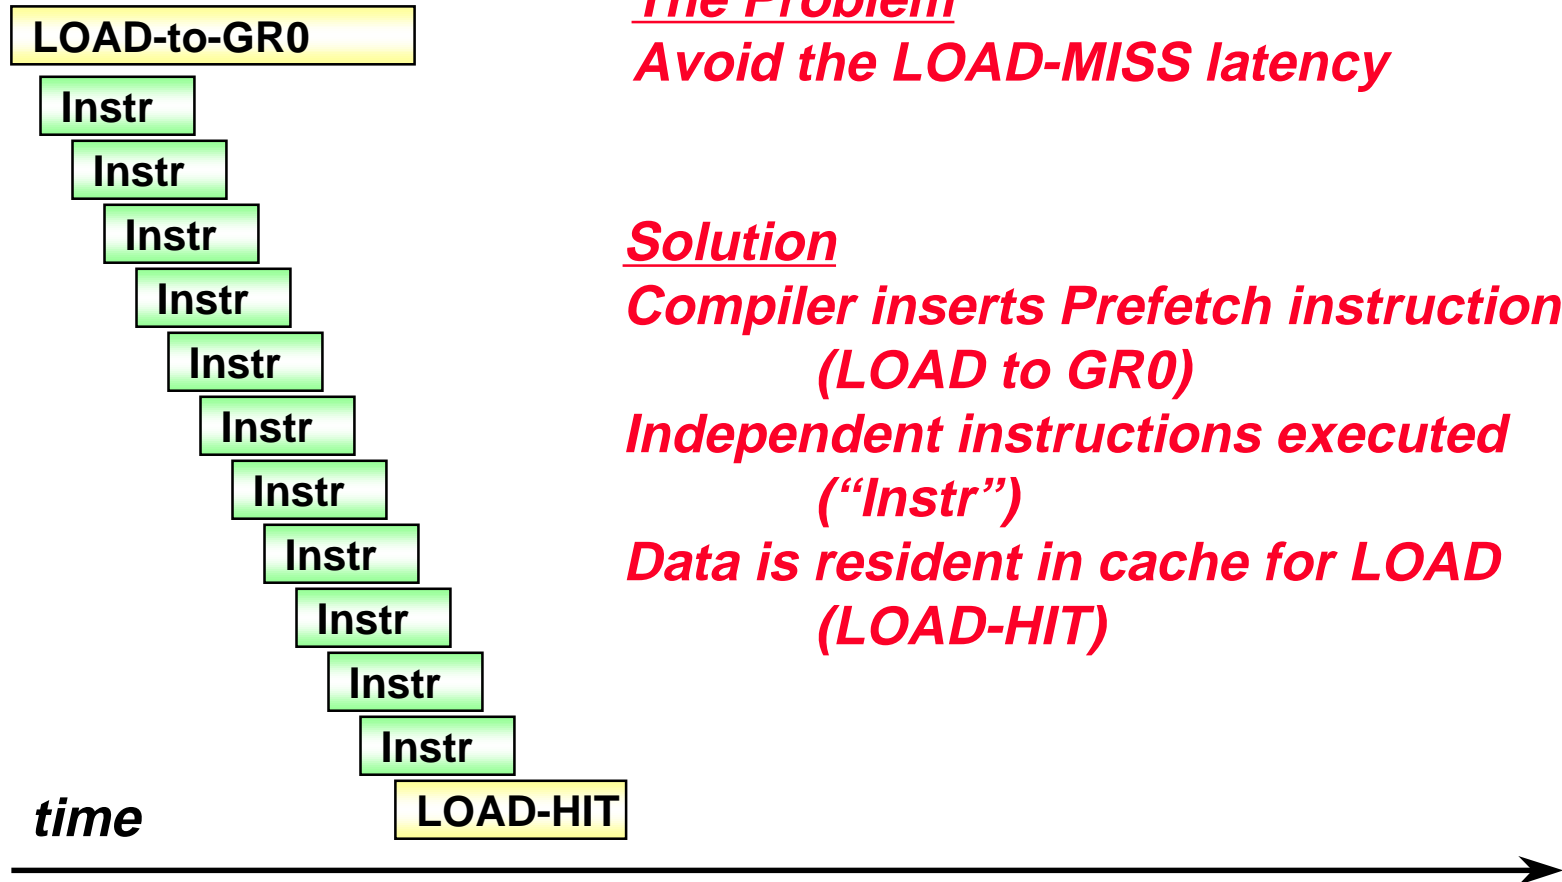 The Problem
LOAD-to-GR0
Avoid the LOAD-MISS latency
Instr
Instr
Instr
Solution
Instr
Compiler inserts Prefetch instruction
Instr
(LOAD to GR0)
Instr
Independent instructions executed
Instr
(“Instr”)
Instr
Data is resident in cache for LOAD
Instr
(LOAD-HIT)
Instr
Instr
LOAD-HIT
time